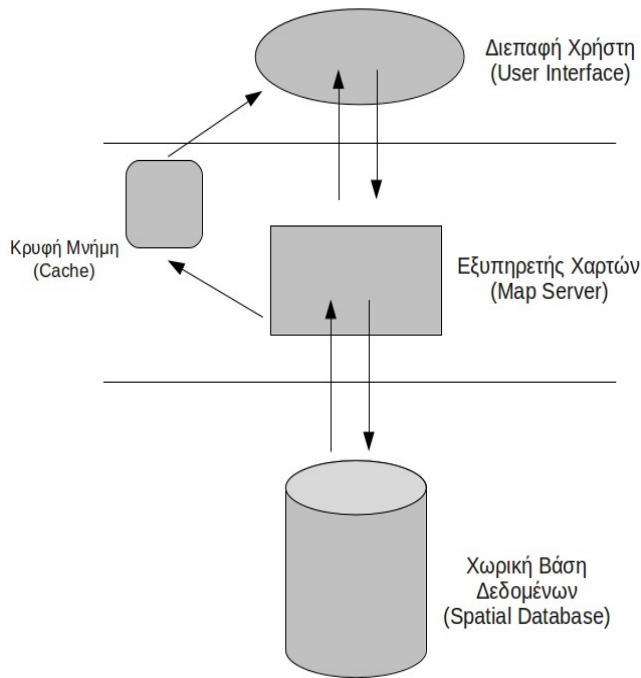 Διεπαφή Χρήστη
(User Interface)
Κρυφή Μνήμη
(Cache)
Εξυπηρετής Χαρτών
(Map Server)
Χωρική Βάση
Δεδομένων
(Spatial Database)